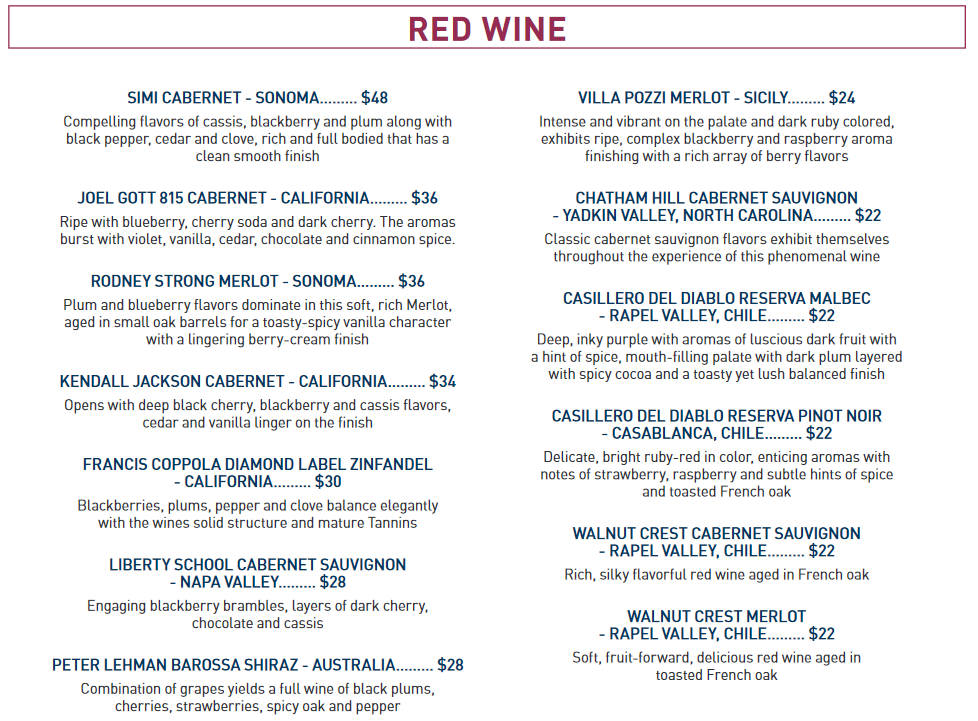 RED WINE
SIMI CABERNET - SONOMA......... $48
Compelling flavors of cassis, blackberry and plum along with
black pepper, cedar and clove, rich and full bodied that has a
clean smooth finish
JOEL GOTT 815 CABERNET - CALIFORNIA......... $36
Ripe with blueberry, cherry soda and dark cherry. The aromas
burst with violet, vanilla, cedar, chocolate and cinnamon spice.
RODNEY STRONG MERLOT - SONOMA......... $36
Plum and blueberry flavors dominate in this soft, rich Merlot,
aged in small oak barrels for a toasty-spicy vanilla character
with a lingering berry-cream finish
KENDALL JACKSON CABERNET - CALIFORNIA......... $34
Opens with deep black cherry, blackberry and cassis flavors,
cedar and vanilla linger on the finish
FRANCIS COPPOLA DIAMOND LABEL ZINFANDEL
- CALIFORNIA......... $30
Blackberries, plums, pepper and clove balance elegantly
with the wines solid structure and mature Tannins
LIBERTY SCHOOL CABERNET SAUVIGNON
- NAPA VALLEY......... $28
Engaging blackberry brambles, layers of dark cherry,
chocolate and cassis
PETER LEHMAN BAROSSA SHIRAZ - AUSTRALIA......... $28
Combination of grapes yields a full wine of black plums,
cherries, strawberries, spicy oak and pepper
VILLA POZZI MERLOT - SICILY......... $24
Intense and vibrant on the palate and dark ruby colored,
exhibits ripe, complex blackberry and raspberry aroma
finishing with a rich array of berry flavors
CHATHAM HILL CABERNET SAUVIGNON
- YADKIN VALLEY, NORTH CAROLINA......... $22
Classic cabernet sauvignon flavors exhibit themselves
throughout the experience of this phenomenal wine
CASILLERO DEL DIABLO RESERVA MALBEC
- RAPEL VALLEY, CHILE......... $22
Deep, inky purple with aromas of luscious dark fruit with
a hint of spice, mouth-filling palate with dark plum layered
with spicy cocoa and a toasty yet lush balanced finish
CASILLERO DEL DIABLO RESERVA PINOT NOIR
- CASABLANCA, CHILE......... $22
Delicate, bright ruby-red in color, enticing aromas with
notes of strawberry, raspberry and subtle hints of spice
and toasted French oak
WALNUT CREST CABERNET SAUVIGNON
- RAPEL VALLEY, CHILE......... $22
Rich, silky flavorful red wine aged in French oak
WALNUT CREST MERLOT
- RAPEL VALLEY, CHILE......... $22
Soft, fruit-forward, delicious red wine aged in
toasted French oak